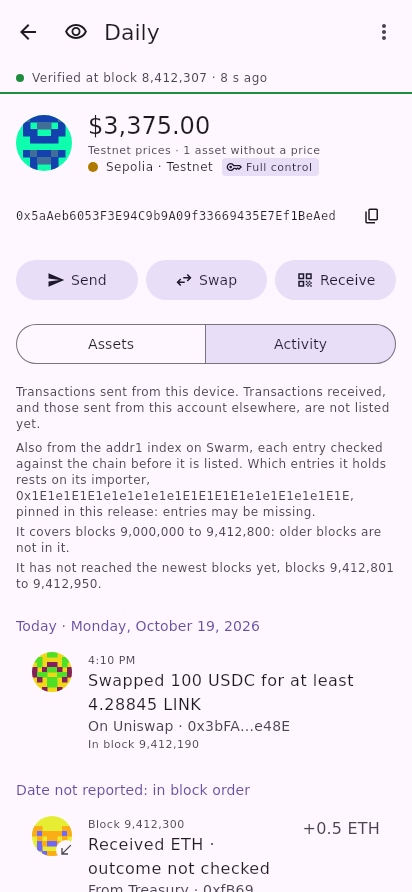 Daily
Verified at block 8,412,307 · 8 s ago
$3,375.00
Testnet prices · 1 asset without a price
Sepolia · Testnet Full control
0x5aAeb6053F3E94C9b9A09f33669435E7Ef1BeAed
Send Swap Receive
Assets Activity
Transactions sent from this device. Transactions received,
and those sent from this account elsewhere, are not listed
yet.
Also from the addr1 index on Swarm, each entry checked
against the chain before it is listed. Which entries it holds
rests on its importer,
0x1E1e1E1E1e1e1e1e1e1E1E1E1E1e1e1E1e1e1E1E,
pinned in this release: entries may be missing.
It covers blocks 9,000,000 to 9,412,800: older blocks are
not in it.
It has not reached the newest blocks yet, blocks 9,412,801
to 9,412,950.
Today · Monday, October 19, 2026
4:10 PM
Swapped 100 USDC for at least
4.28845 LINK
On Uniswap · 0x3bFA...e48E
In block 9,412,190
Date not reported: in block order
Block 9,412,300
+0.5 ETH
Received ETH ·
outcome not checked
From Treasury · 0xfB69